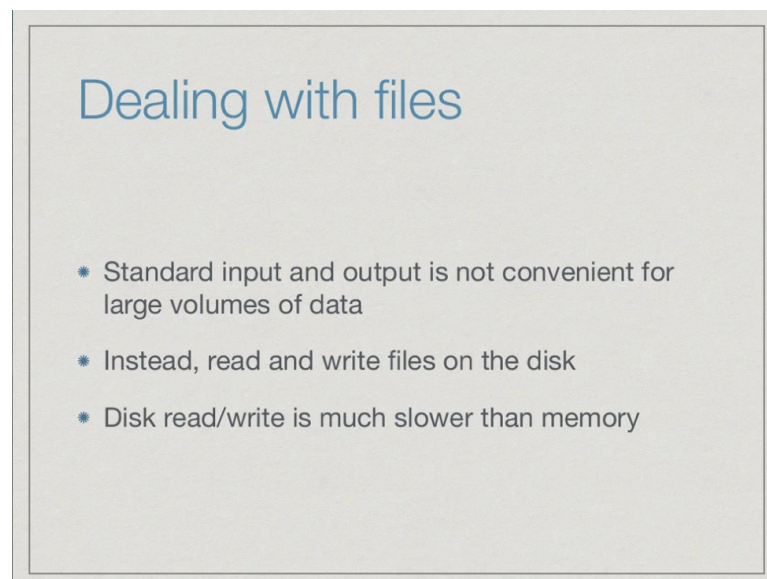 Dealing with files
Standard input and output is not convenient for
large volumes of data
Instead, read and write files on the disk
Disk read/write is much slower than memory